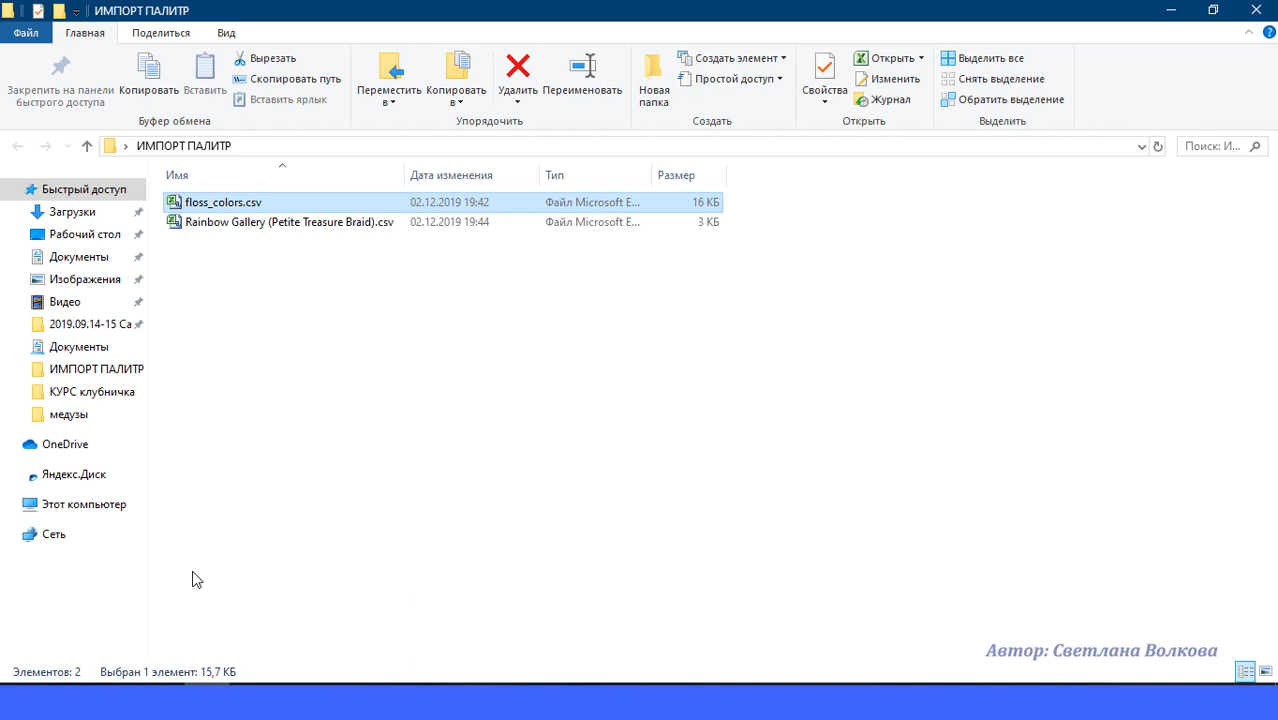 ИМПОРТ ПАЛИТР
Файл Главная Поделиться Вид
Закрепить на панели быстрого доступа
Копировать
Вставить
Вырезать
Скопировать путь
Вставить ярлык
Буфер обмена
Переместить в
Копировать в
Удалить
Переименовать
Упорядочить
Новая папка
Создать элемент
Простой доступ
Создать
Свойства
Открыть
Изменить
Журнал
Открыть
Выделить все
Снять выделение
Обратить выделение
Выделить
ИМПОРТ ПАЛИТР
Поиск: И...
Имя Дата изменения Тип Размер
floss_colors.csv 02.12.2019 19:42 Файл Microsoft E... 16 КБ
Rainbow Gallery (Petite Treasure Braid).csv 02.12.2019 19:44 Файл Microsoft E... 3 КБ
Быстрый доступ
Загрузки
Рабочий стол
Документы
Изображения
Видео
2019.09.14-15 Са
Документы
ИМПОРТ ПАЛИТР
КУРС клубничка
медузы
OneDrive
Яндекс.Диск
Этот компьютер
Сеть
Автор: Светлана Волкова
Элементов: 2 Выбран 1 элемент: 15,7 КБ